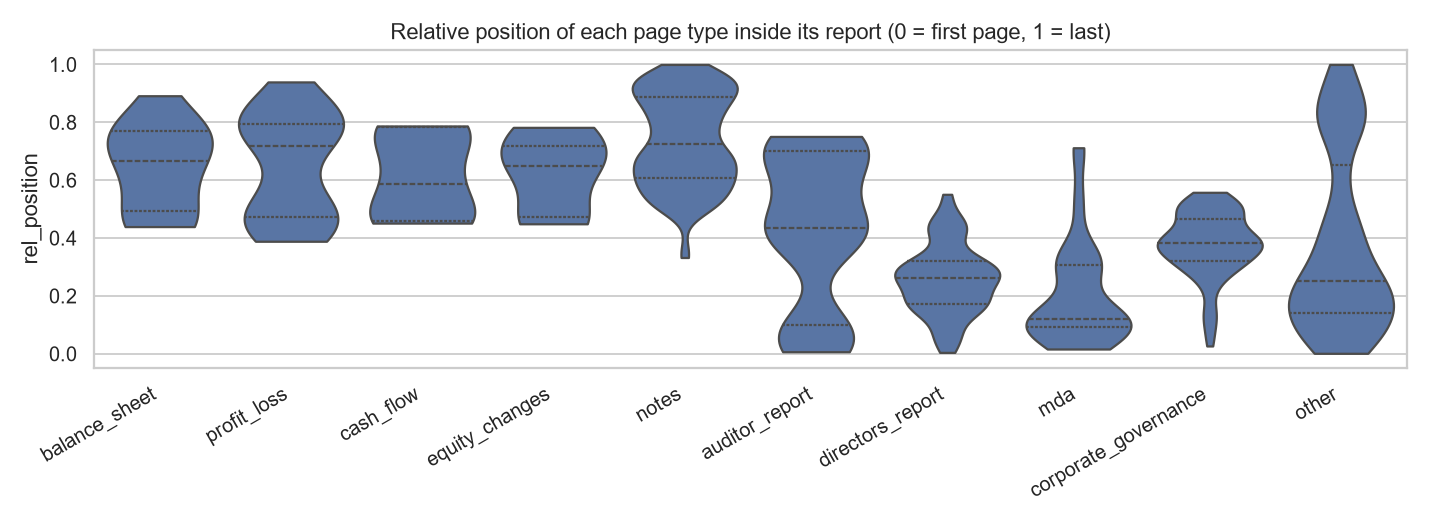 Relative position of each page type inside its report (0 = first page, 1 = last)
rel_position
1.0
0.8
0.6
0.4
0.2
0.0
balance_sheet
profit_loss
cash_flow
equity_changes
notes
auditor_report
directors_report
mda
corporate_governance
other